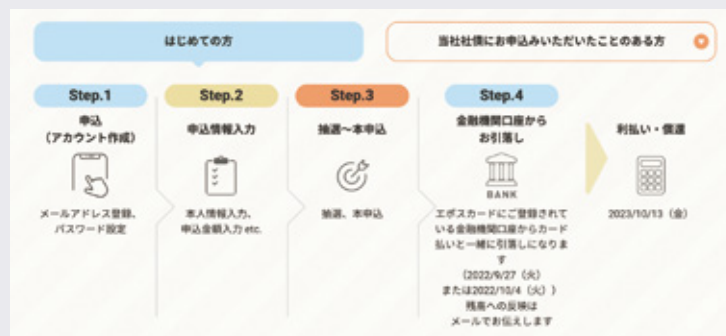 はじめての方
当社社債にお申込みいただいたことのある方
Step.1
申込
(アカウント作成)
メールアドレス登録、
パスワード設定
Step.2
申込情報入力
本人情報入力、
申込金額入力 etc.
Step.3
抽選〜本申込
抽選、本申込
Step.4
金融機関口座から
お引落し
BANK
エポスカードにご登録されて
いる金融機関口座からカード
払いと一緒に引落しになりま
す
(2022/9/27（火）
または2022/10/4（火）)
残高への反映は
メールでお伝えします
利払い・償還
2023/10/13（金）